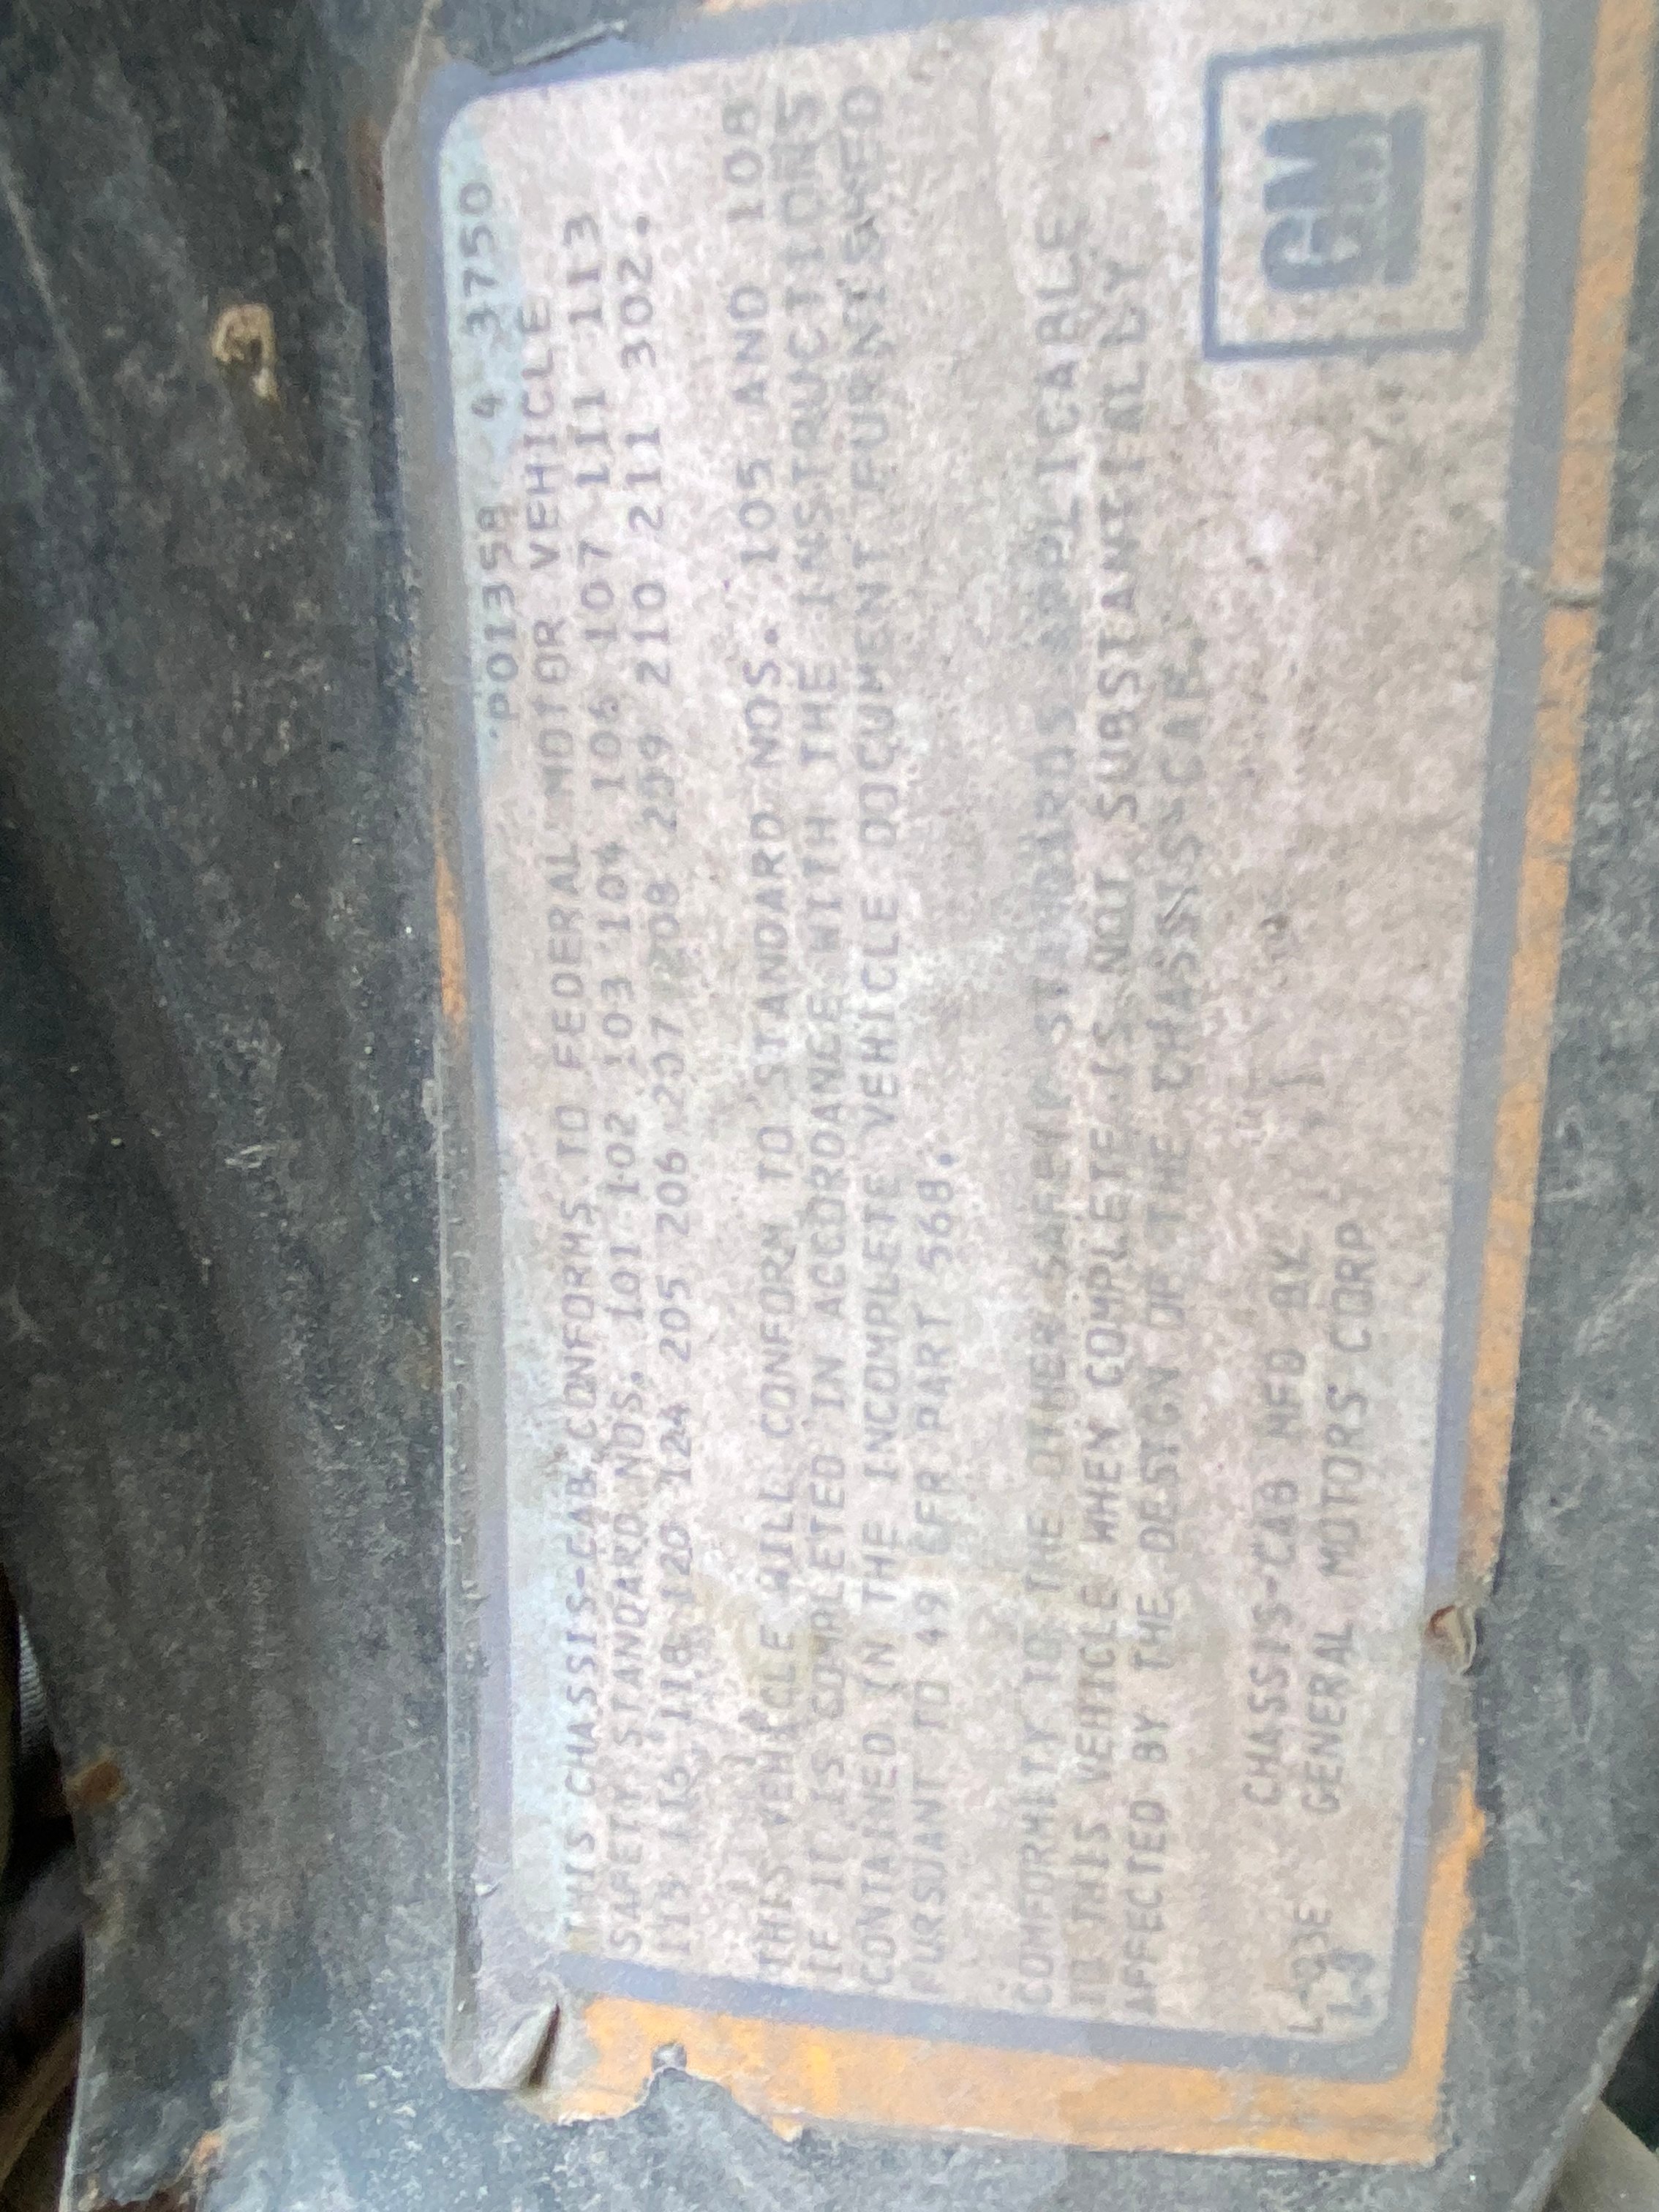 P01358 4 3750
THIS CHASSIS-CAB CONFORMS TO FEDERAL MOTOR VEHICLE
SAFETY STANDARD NOS. 101 102 103 104 106 107 111 113
115 116 118 120 124 205 206 207 208 209 210 211 302.
THIS VEHICLE WILL CONFORM TO STANDARD NOS. 105 AND 108
IF IT IS COMPLETED IN ACCORDANCE WITH THE INSTRUCTIONS
CONTAINED IN THE INCOMPLETE VEHICLE DOCUMENT FURNISHED
PURSUANT TO 49 CFR PART 568.
COMFORMITY TO THE OTHER SAFETY STANDARDS APPLICABLE
TO THIS VEHICLE WHEN COMPLETE IS NOT SUBSTANTIALLY
AFFECTED BY THE DESIGN OF THE CHASSIS-CAB.
CHASSIS-CAB MFD BY
L-03E GENERAL MOTORS CORP
L-8
GM